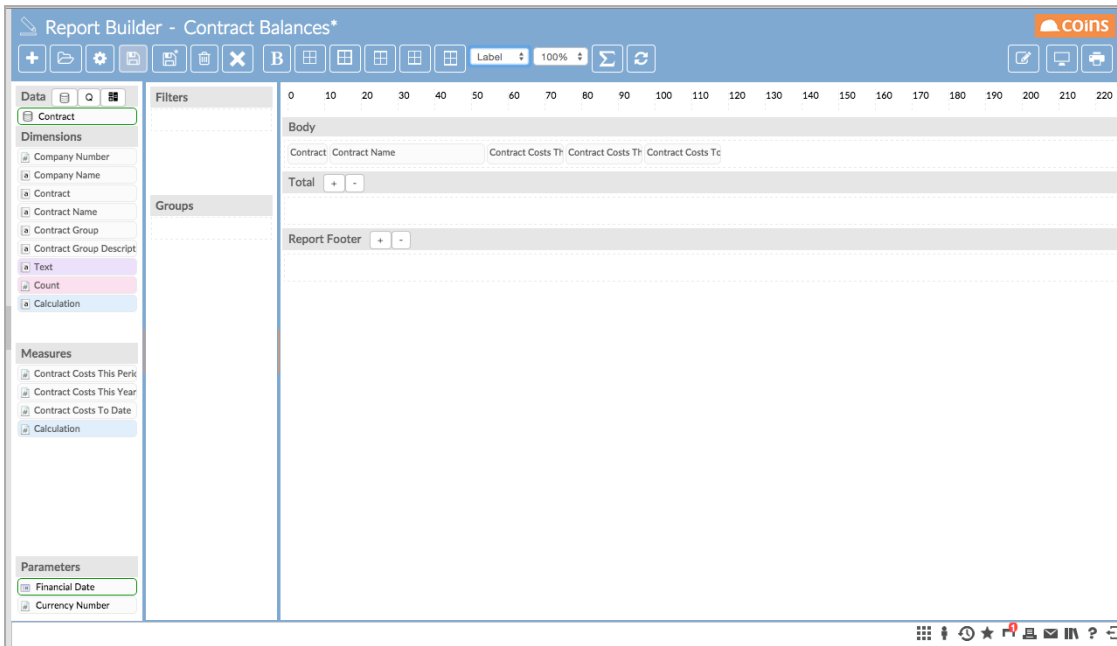 Report Builder - Contract Balances*
coins
B
Label
100%
Data Q
Contract
Dimensions
Company Number
a Company Name
a Contract
a Contract Name
a Contract Group
a Contract Group Descript
a Text
Count
a Calculation
Measures
# Contract Costs This Peric
# Contract Costs This Year
# Contract Costs To Date
# Calculation
Parameters
Financial Date
# Currency Number
Filters
Groups
0 10 20 30 40 50 60 70 80 90 100 110 120 130 140 150 160 170 180 190 200 210 220
Body
Contract Contract Name Contract Costs Th Contract Costs Th Contract Costs Tc
Total + -
Report Footer + -
1
?